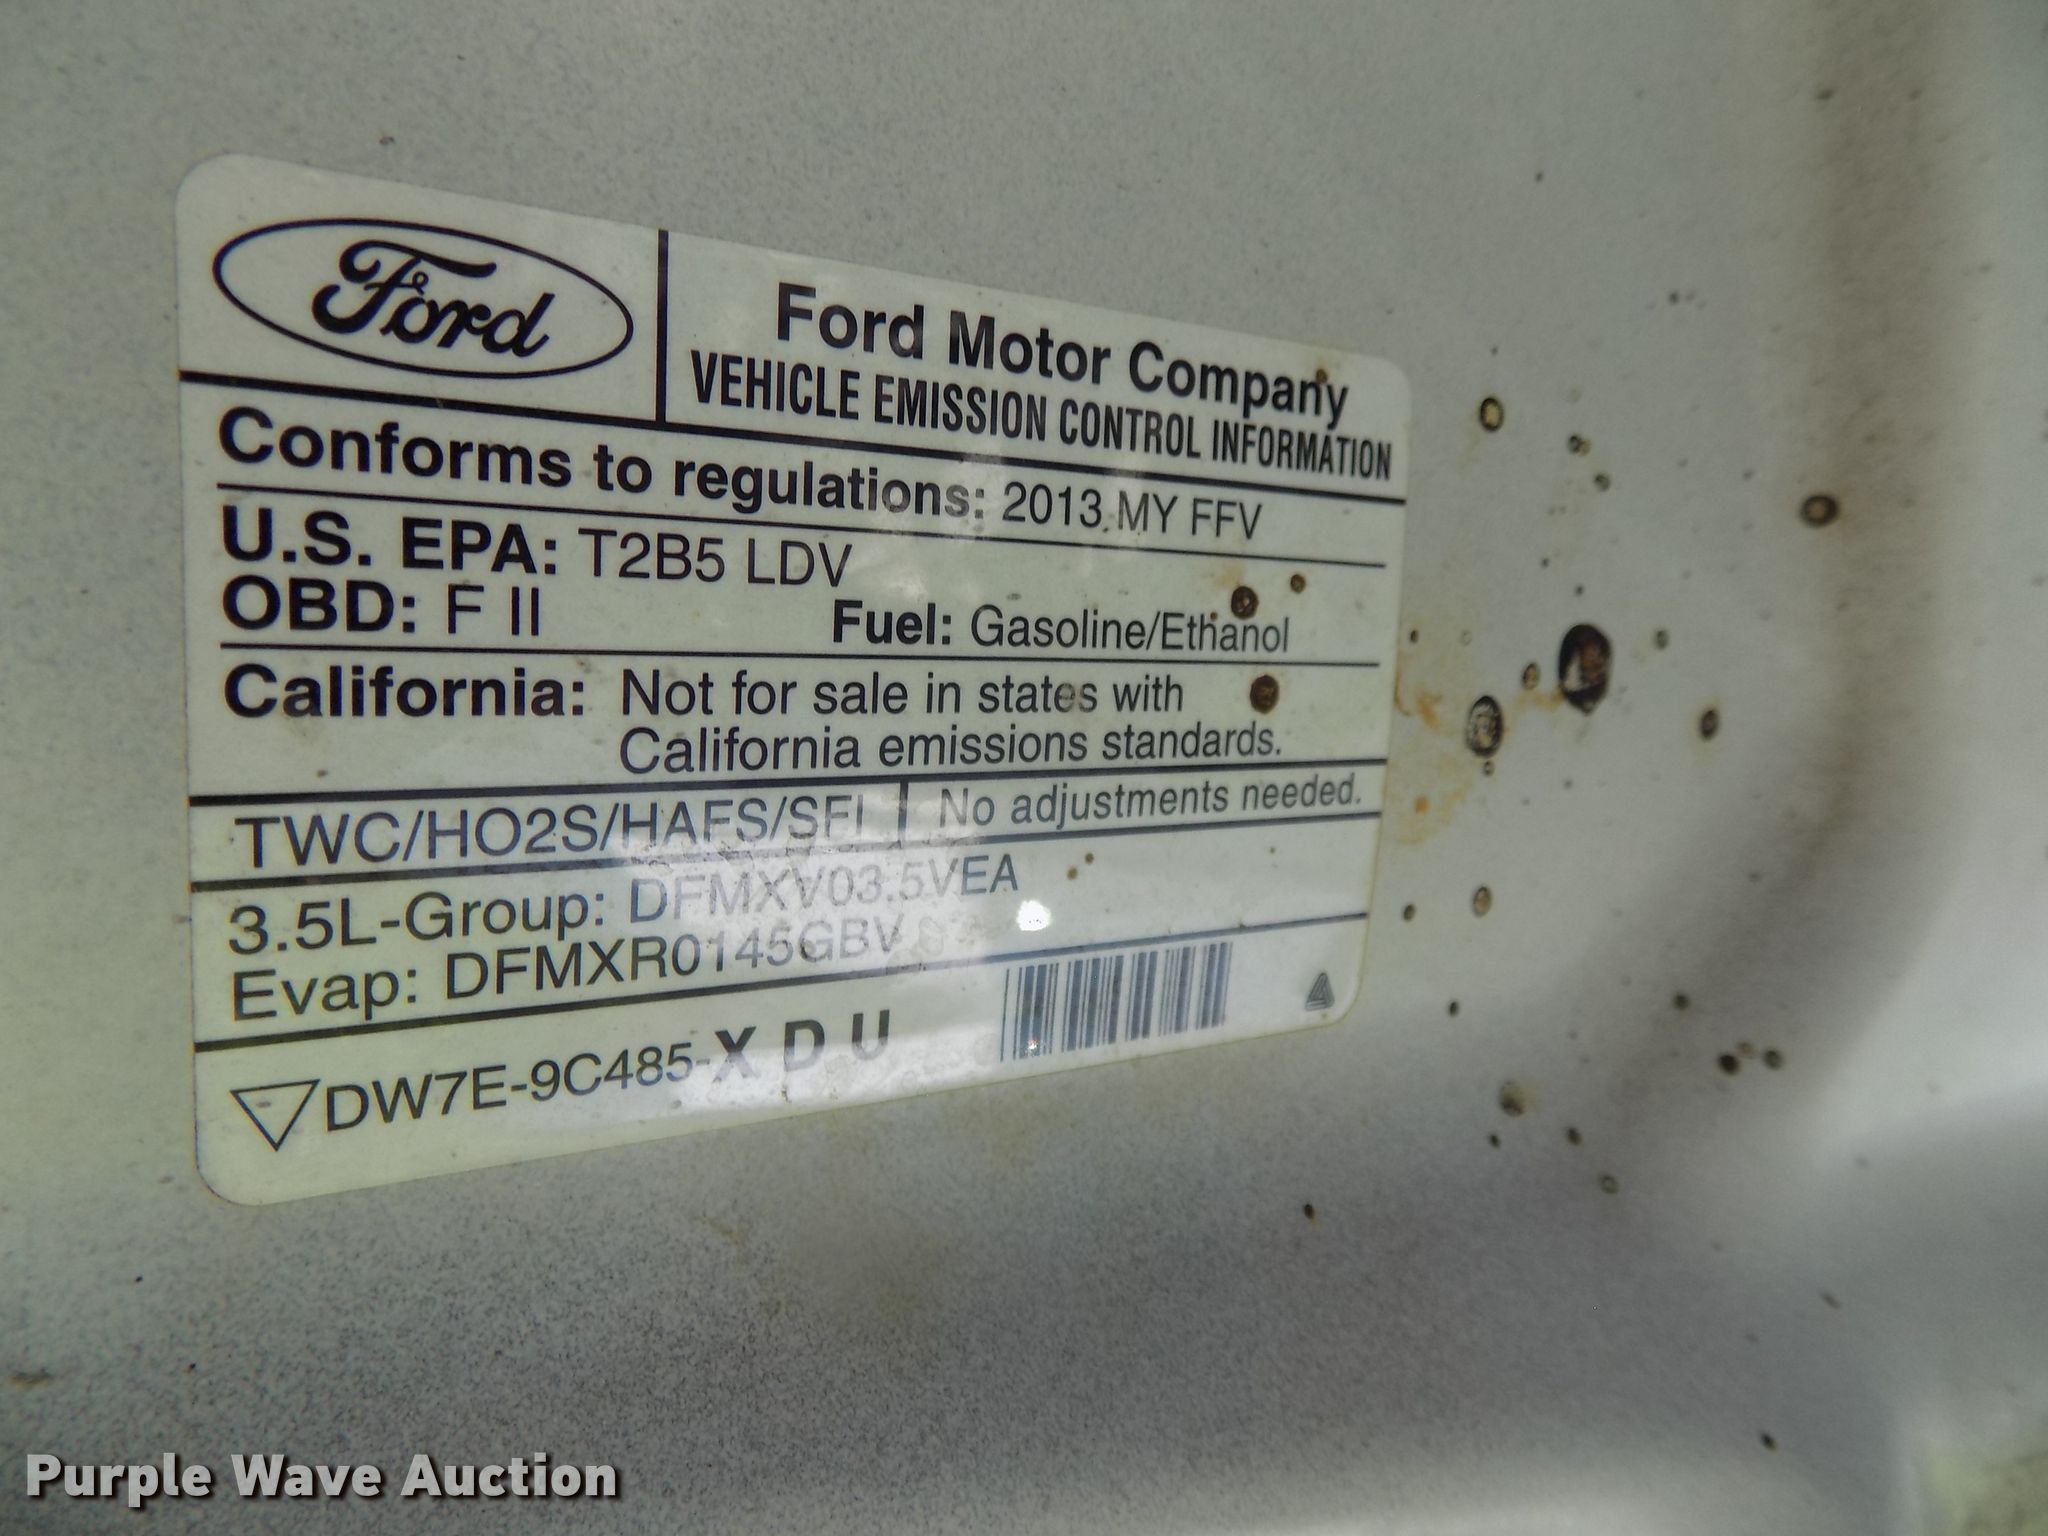 Ford
Ford Motor Company
VEHICLE EMISSION CONTROL INFORMATION
Conforms to regulations: 2013 MY FFV
U.S. EPA: T2B5 LDV
OBD: F II Fuel: Gasoline/Ethanol
California: Not for sale in states with
California emissions standards.
TWC/HO2S/HAFS/SFI No adjustments needed.
3.5L-Group: DFMXV03.5VEA
Evap: DFMXR0145GBV
DW7E-9C485-X D U
Purple Wave Auction